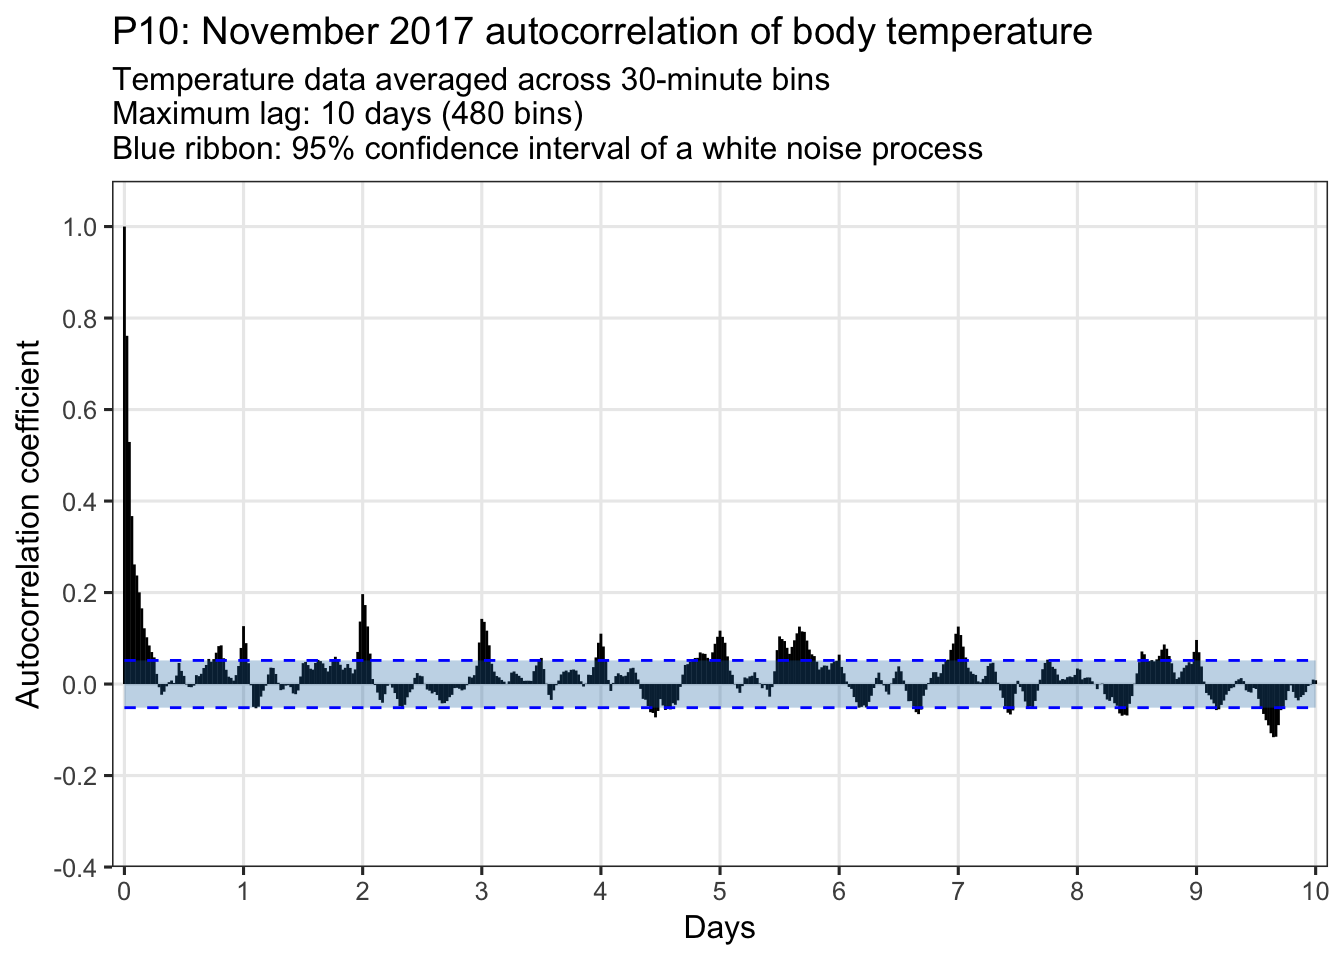 P10: November 2017 autocorrelation of body temperature
Temperature data averaged across 30-minute bins
Maximum lag: 10 days (480 bins)
Blue ribbon: 95% confidence interval of a white noise process
1.0
0.8
0.6
0.4
0.2
0.0
-0.2
-0.4
Autocorrelation coefficient
0 1 2 3 4 5 6 7 8 9 10
Days